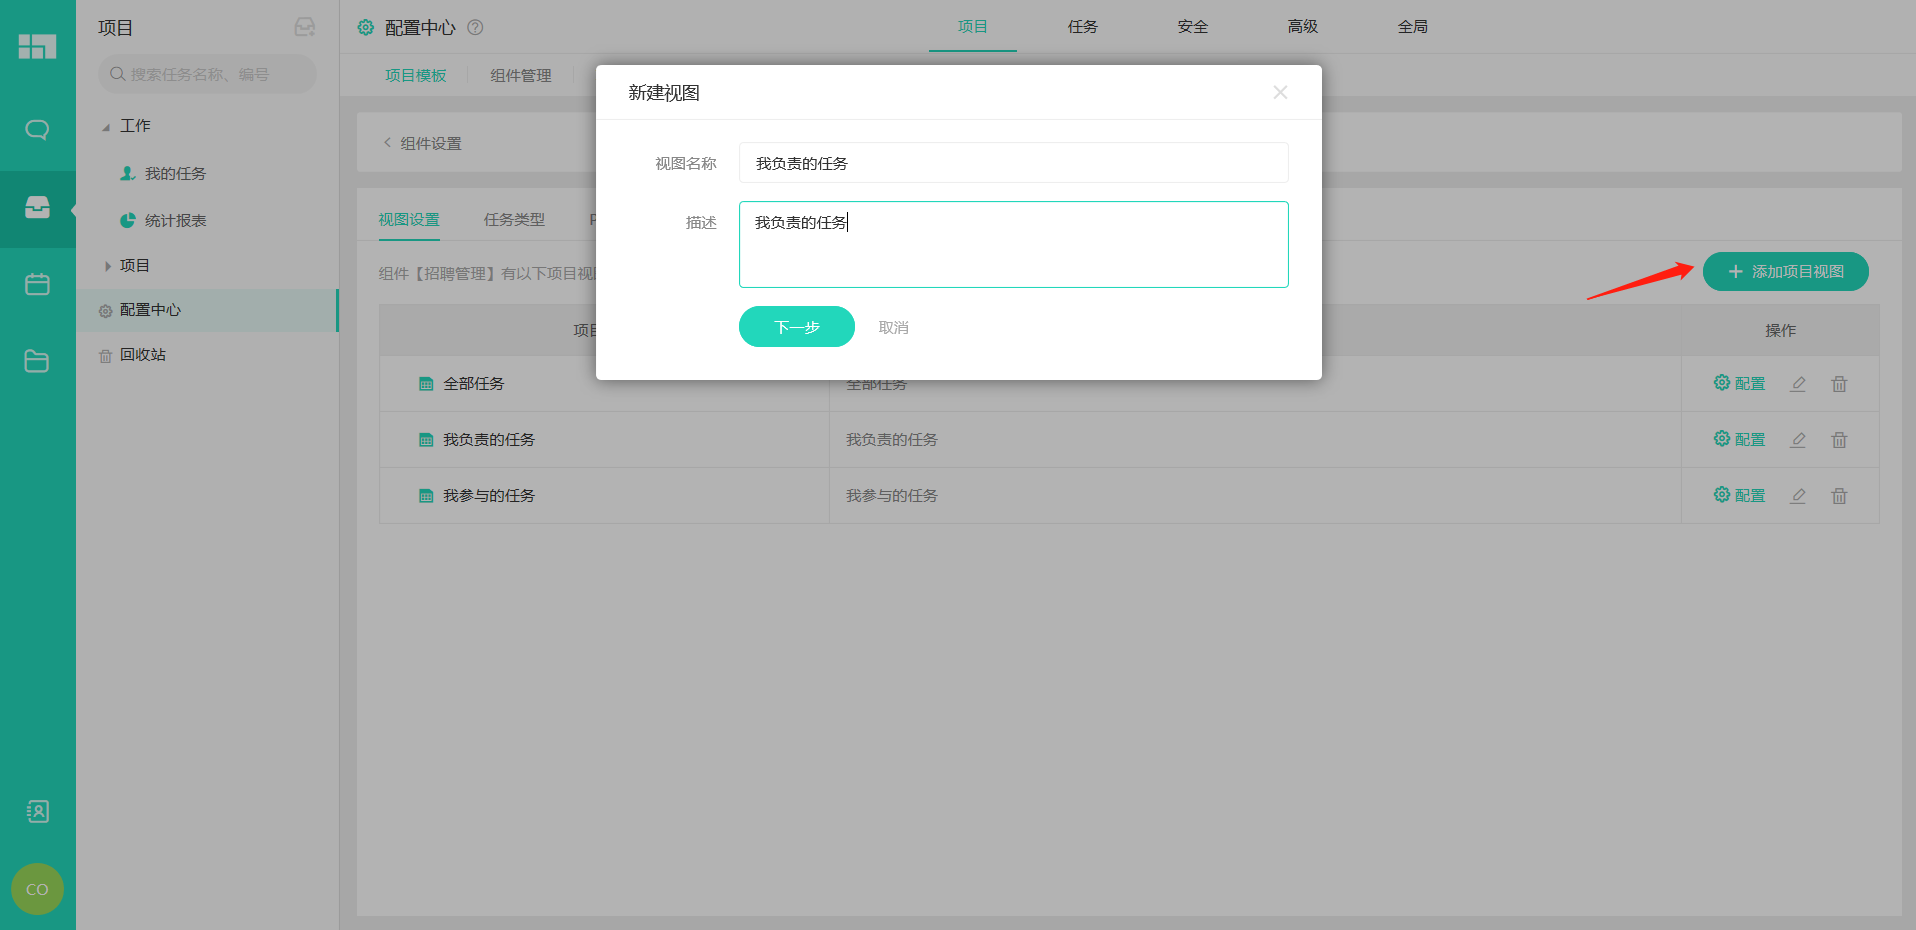 项目
搜索任务名称、编号
工作
我的任务
统计报表
项目
配置中心
回收站
CO
配置中心
项目
任务
安全
高级
全局
项目模板
组件管理
组件设置
视图设置
任务类型
组件【招聘管理】有以下项目视
添加项目视图
项
操作
全部任务
全部任务
配置
我负责的任务
我负责的任务
配置
我参与的任务
我参与的任务
配置
新建视图
视图名称
我负责的任务
描述
我负责的任务
下一步
取消